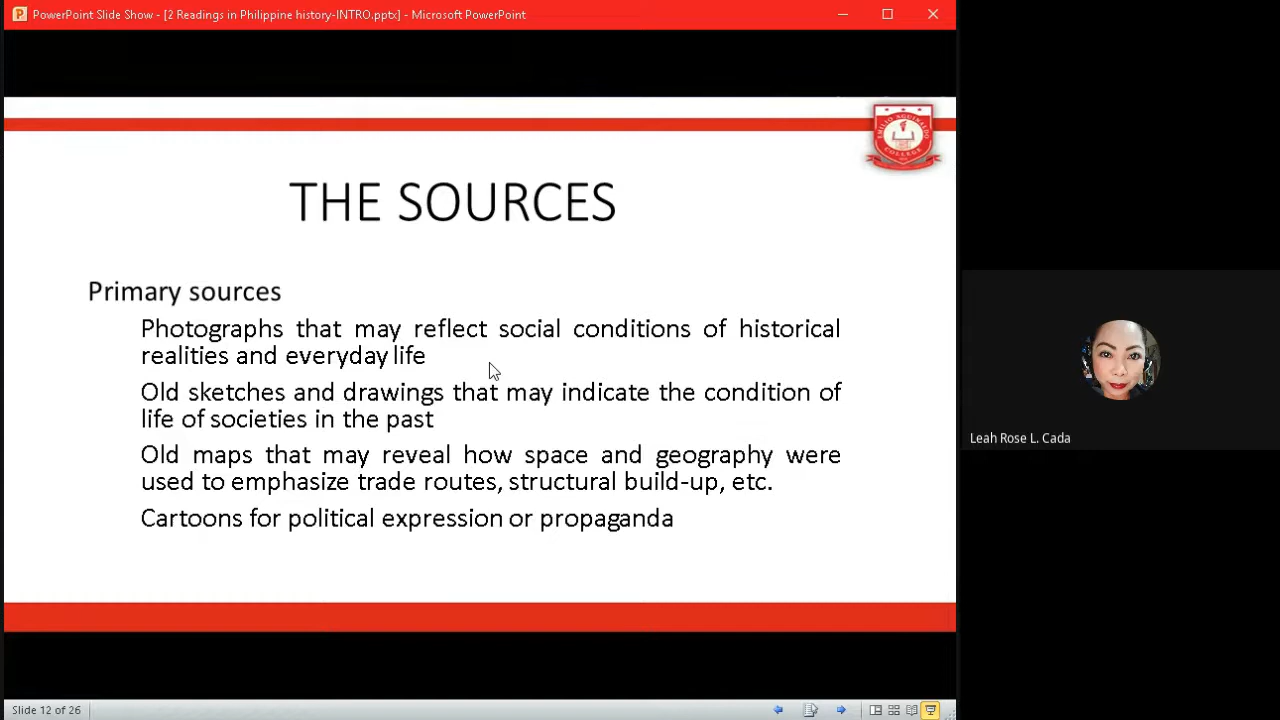 PowerPoint Slide Show - [2 Readings in Philippine history-INTRO.pptx] - Microsoft PowerPoint
EMILIO AGUINALDO
COLLEGE
THE SOURCES
Primary sources
Photographs that may reflect social conditions of historical
realities and everyday life
Old sketches and drawings that may indicate the condition of
life of societies in the past
Old maps that may reveal how space and geography were
used to emphasize trade routes, structural build-up, etc.
Cartoons for political expression or propaganda
Leah Rose L. Cada
Slide 12 of 26